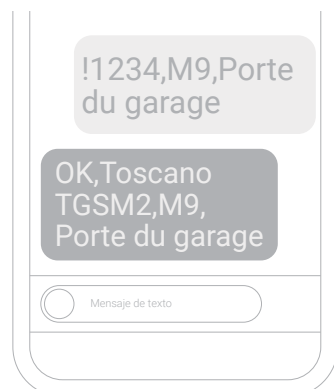 !1234,M9,Porte
du garage
OK,Toscano
TGSM2,M9,
Porte du garage
Mensaje de texto